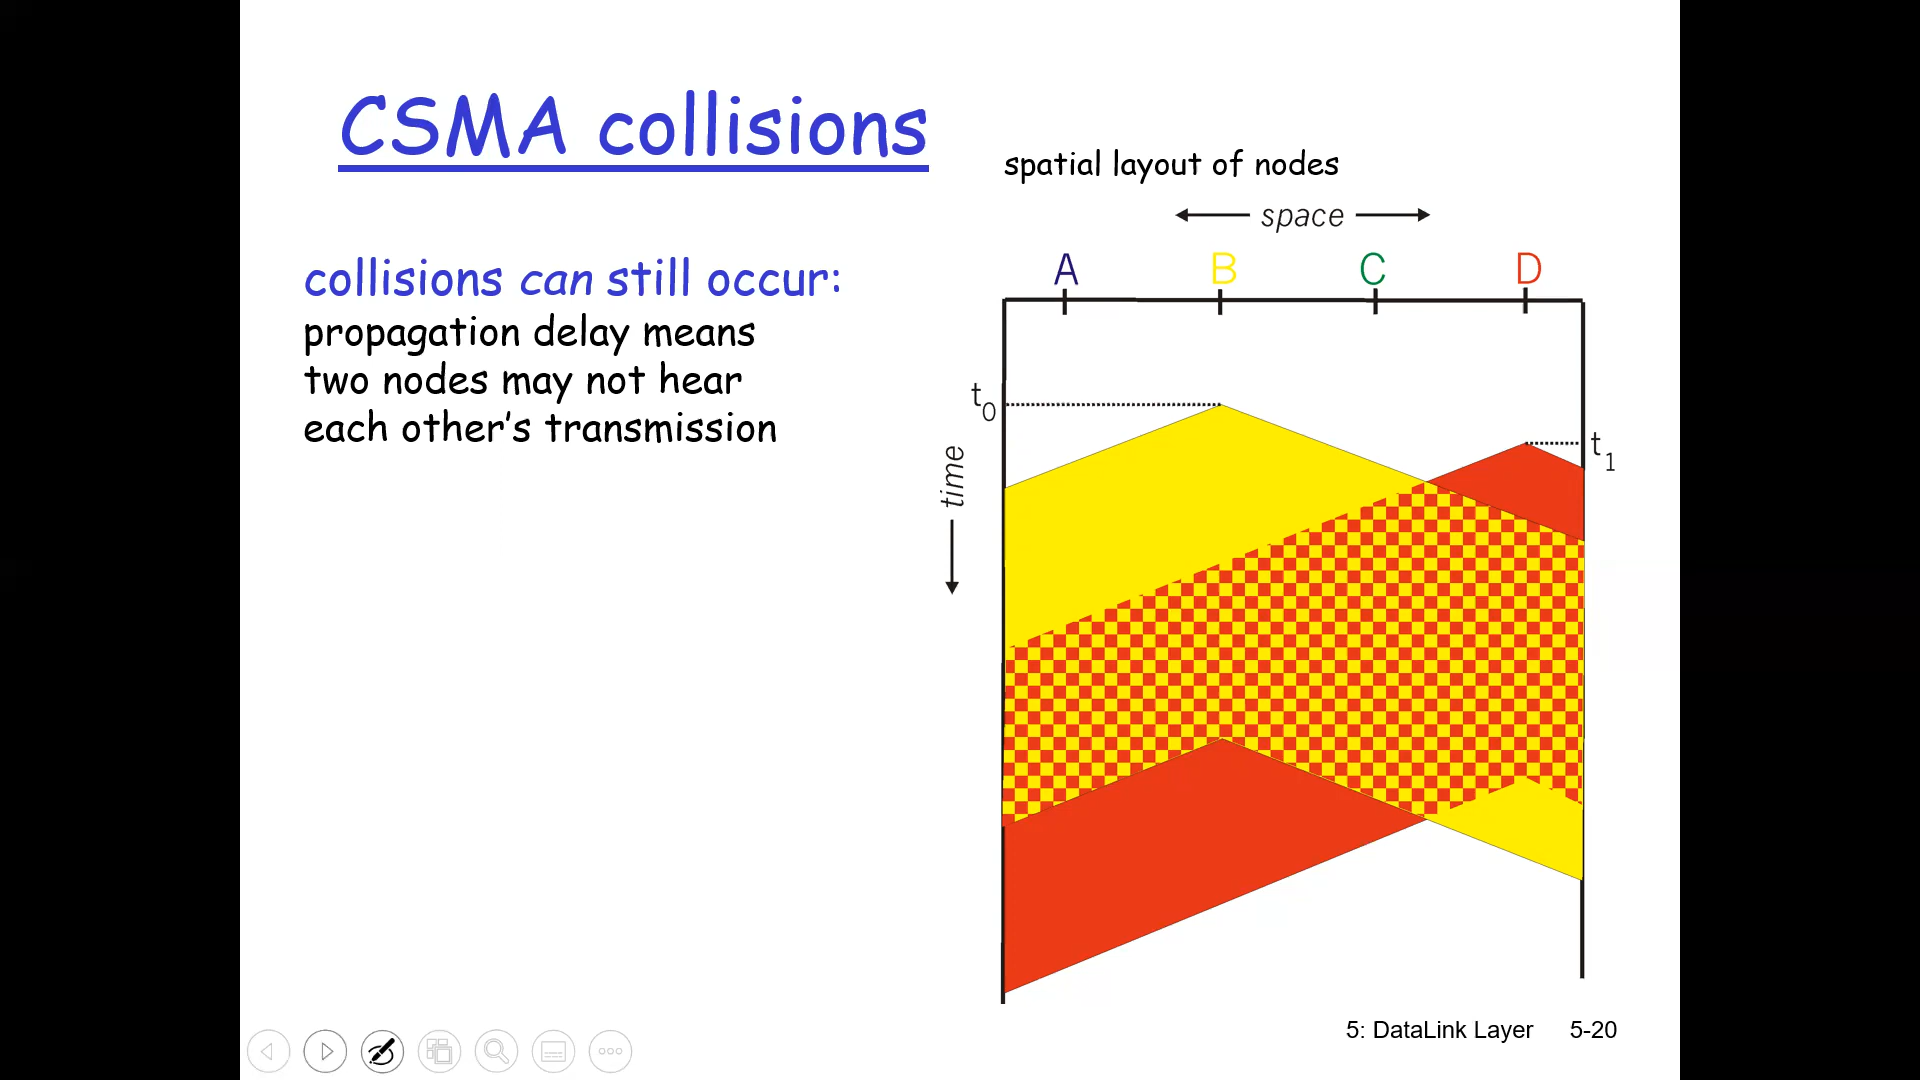 CSMA collisions
spatial layout of nodes
space
collisions can still occur:
propagation delay means
two nodes may not hear
each other’s transmission
A B C D
t0
t1
time
5: DataLink Layer 5-20